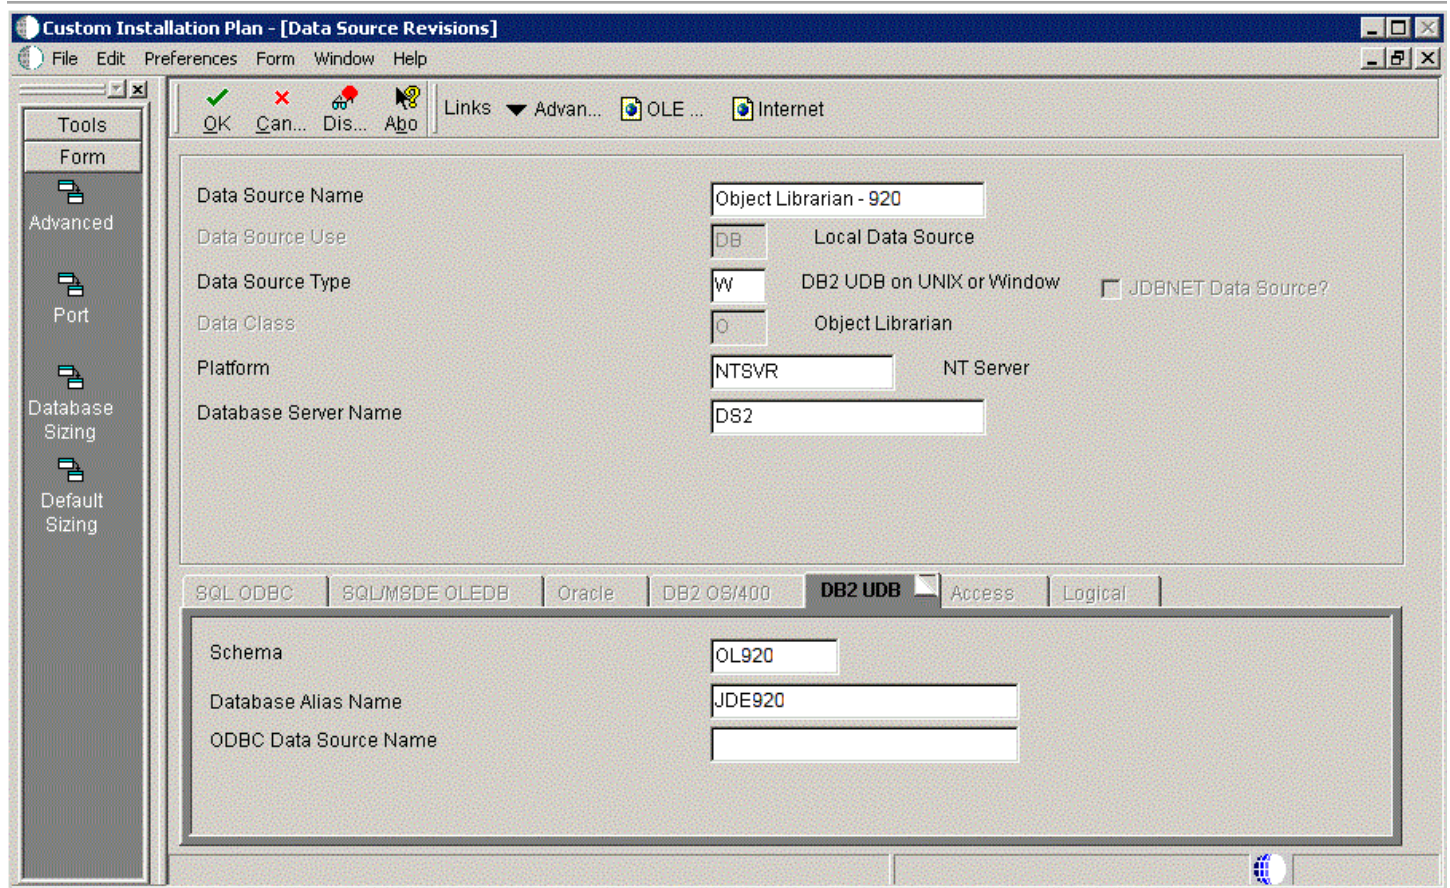 Custom Installation Plan - [Data Source Revisions]
File Edit Preferences Form Window Help
Tools
Form
Advanced
Port
Database
Sizing
Default
Sizing
OK Can... Dis... Abo Links Advan... OLE ... Internet
Data Source Name Object Librarian - 920
Data Source Use DB Local Data Source
Data Source Type W DB2 UDB on UNIX or Window JDBNET Data Source?
Data Class O Object Librarian
Platform NTSVR NT Server
Database Server Name DS2
SQL ODBC SQL/MSDE OLEDB Oracle DB2 OS/400 DB2 UDB Access Logical
Schema OL920
Database Alias Name JDE920
ODBC Data Source Name